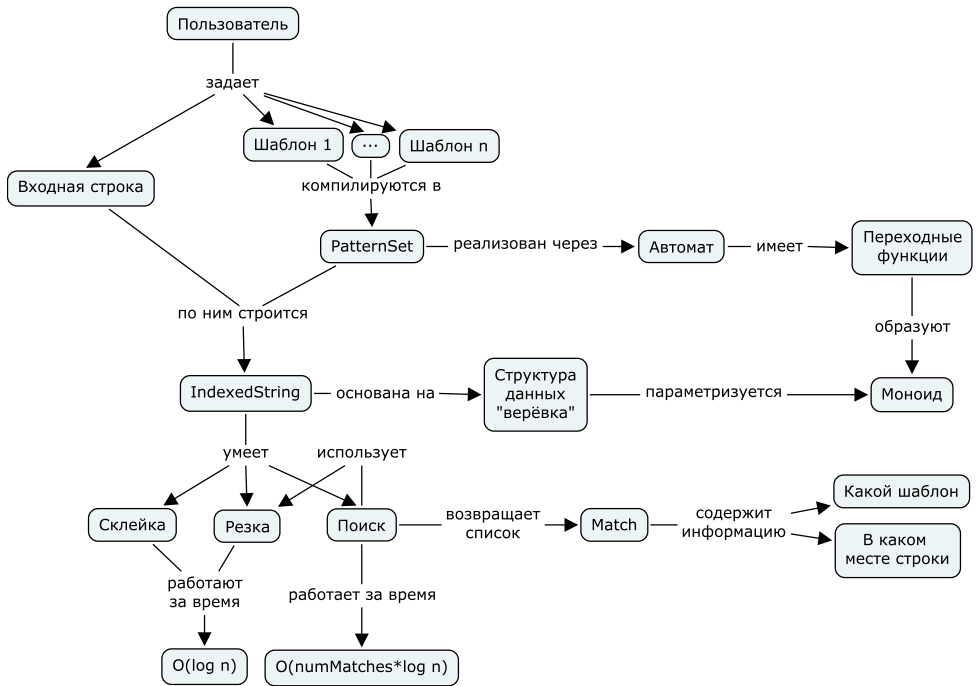 Пользователь
задает
Шаблон 1
...
Шаблон n
Входная строка
компилируются в
PatternSet
реализован через
Автомат
имеет
Переходные
функции
по ним строится
образуют
IndexedString
основана на
Структура
данных
"верёвка"
параметризуется
Моноид
умеет
использует
Склейка
Резка
Поиск
возвращает
список
Match
содержит
информацию
Какой шаблон
В каком
месте строки
работают
за время
работает за время
O(log n)
O(numMatches*log n)